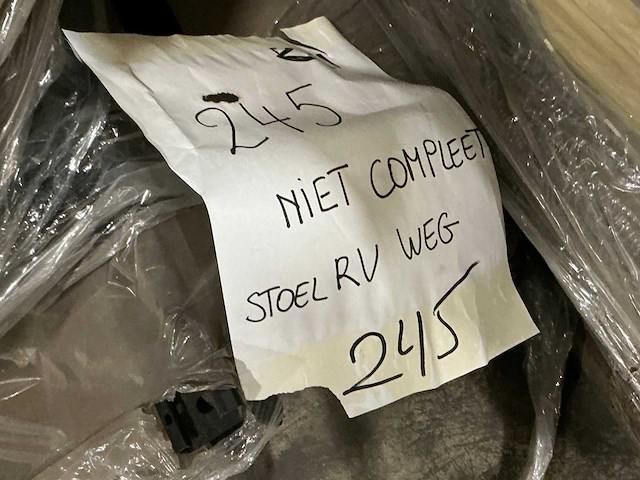 245
NIET COMPLEET
STOEL RV WEG
245